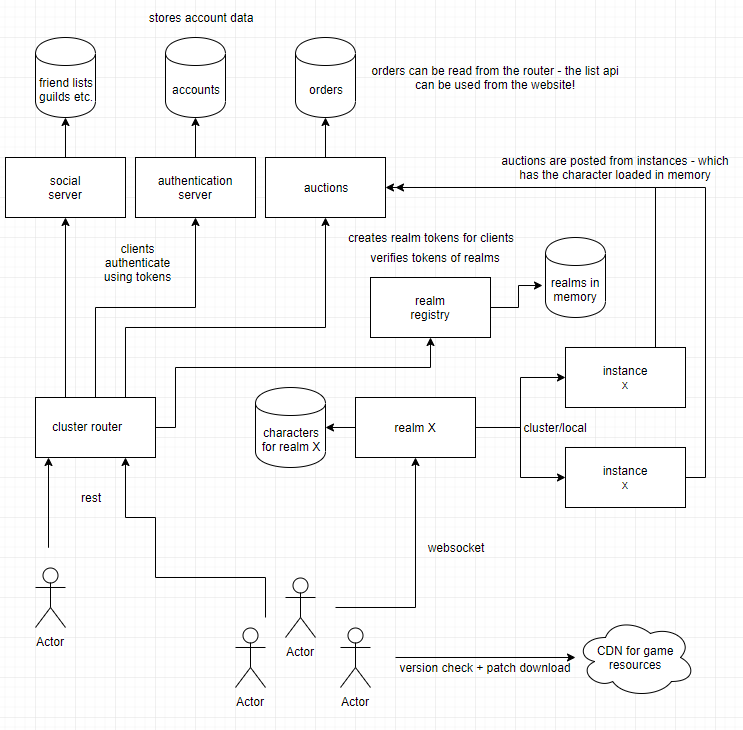 stores account data
friend lists
guilds etc.
accounts
orders
orders can be read from the router - the list api
can be used from the website!
social
server
authentication
server
auctions
auctions are posted from instances - which
has the character loaded in memory
clients
authenticate
using tokens
creates realm tokens for clients
verifies tokens of realms
realm
registry
realms in
memory
instance
X
cluster router
characters
for realm X
realm X
cluster/local
instance
X
rest
websocket
Actor
Actor
Actor
Actor
CDN for game
resources
version check + patch download